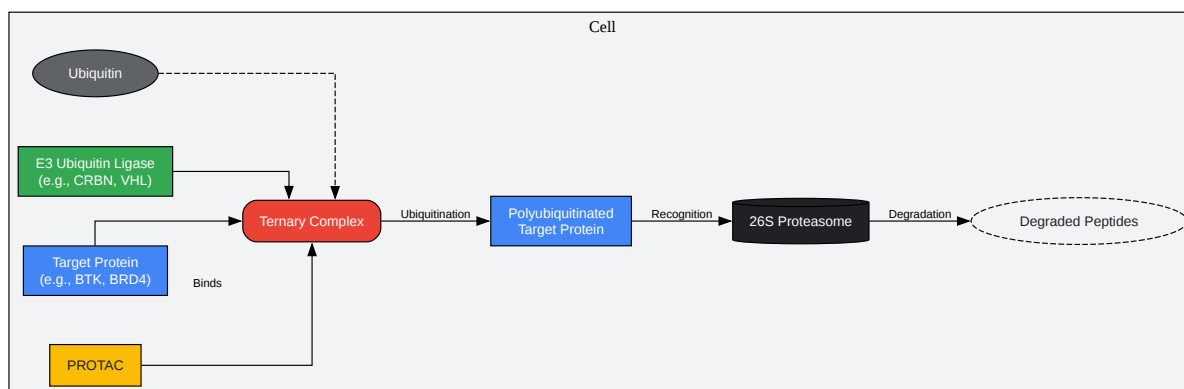 Cell
Ubiquitin
E3 Ubiquitin Ligase
(e.g., CRBN, VHL)
Target Protein
(e.g., BTK, BRD4)
Binds
PROTAC
Ternary Complex
Ubiquitination
Polyubiquitinated
Target Protein
Recognition
26S Proteasome
Degradation
Degraded Peptides